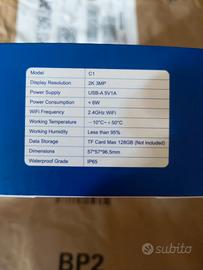 Model C1
Display Resolution 2K 3MP
Power Supply USB-A 5V1A
Power Consumption < 6W
WiFi Frequency 2.4GHz WiFi
Working Temperature −10°C~+50°C
Working Humidity Less than 95%
Data Storage TF Card Max 128GB (Not included)
Dimensions 57*57*96.5mm
Waterproof Grade IP65
subito
BP2